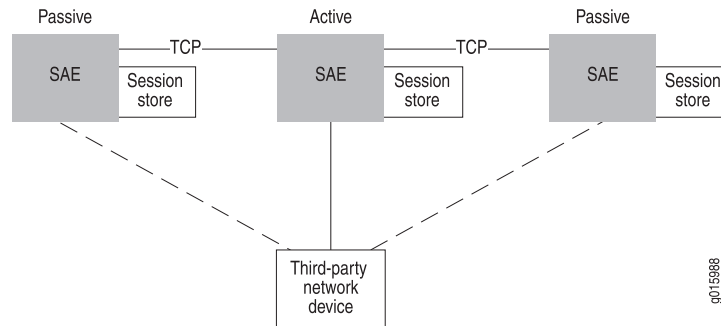 Passive Active Passive
TCP TCP
SAE SAE SAE
Session Session Session
store store store
Third-party
network
device
g015988